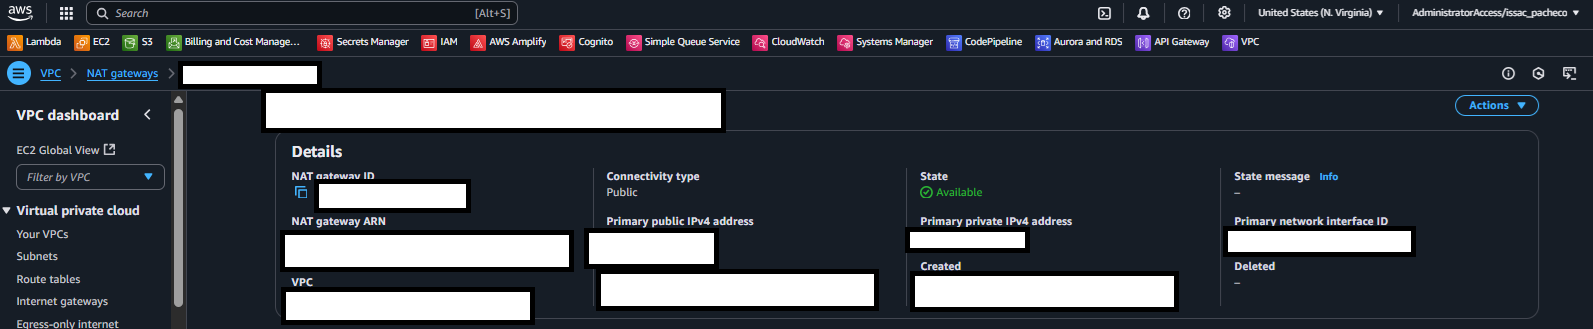 aws Search [Alt+S] United States (N. Virginia) AdministratorAccess/issac_pacheco
Lambda EC2 S3 Billing and Cost Manage... Secrets Manager IAM AWS Amplify Cognito Simple Queue Service CloudWatch Systems Manager CodePipeline Aurora and RDS API Gateway VPC
VPC NAT gateways
VPC dashboard
Actions
EC2 Global View
Filter by VPC
Virtual private cloud
Your VPCs
Subnets
Route tables
Internet gateways
Egress-only internet
Details
NAT gateway ID
Connectivity type
Public
State
Available
State message Info
–
NAT gateway ARN
Primary public IPv4 address
Primary private IPv4 address
Primary network interface ID
VPC
Created
Deleted
–